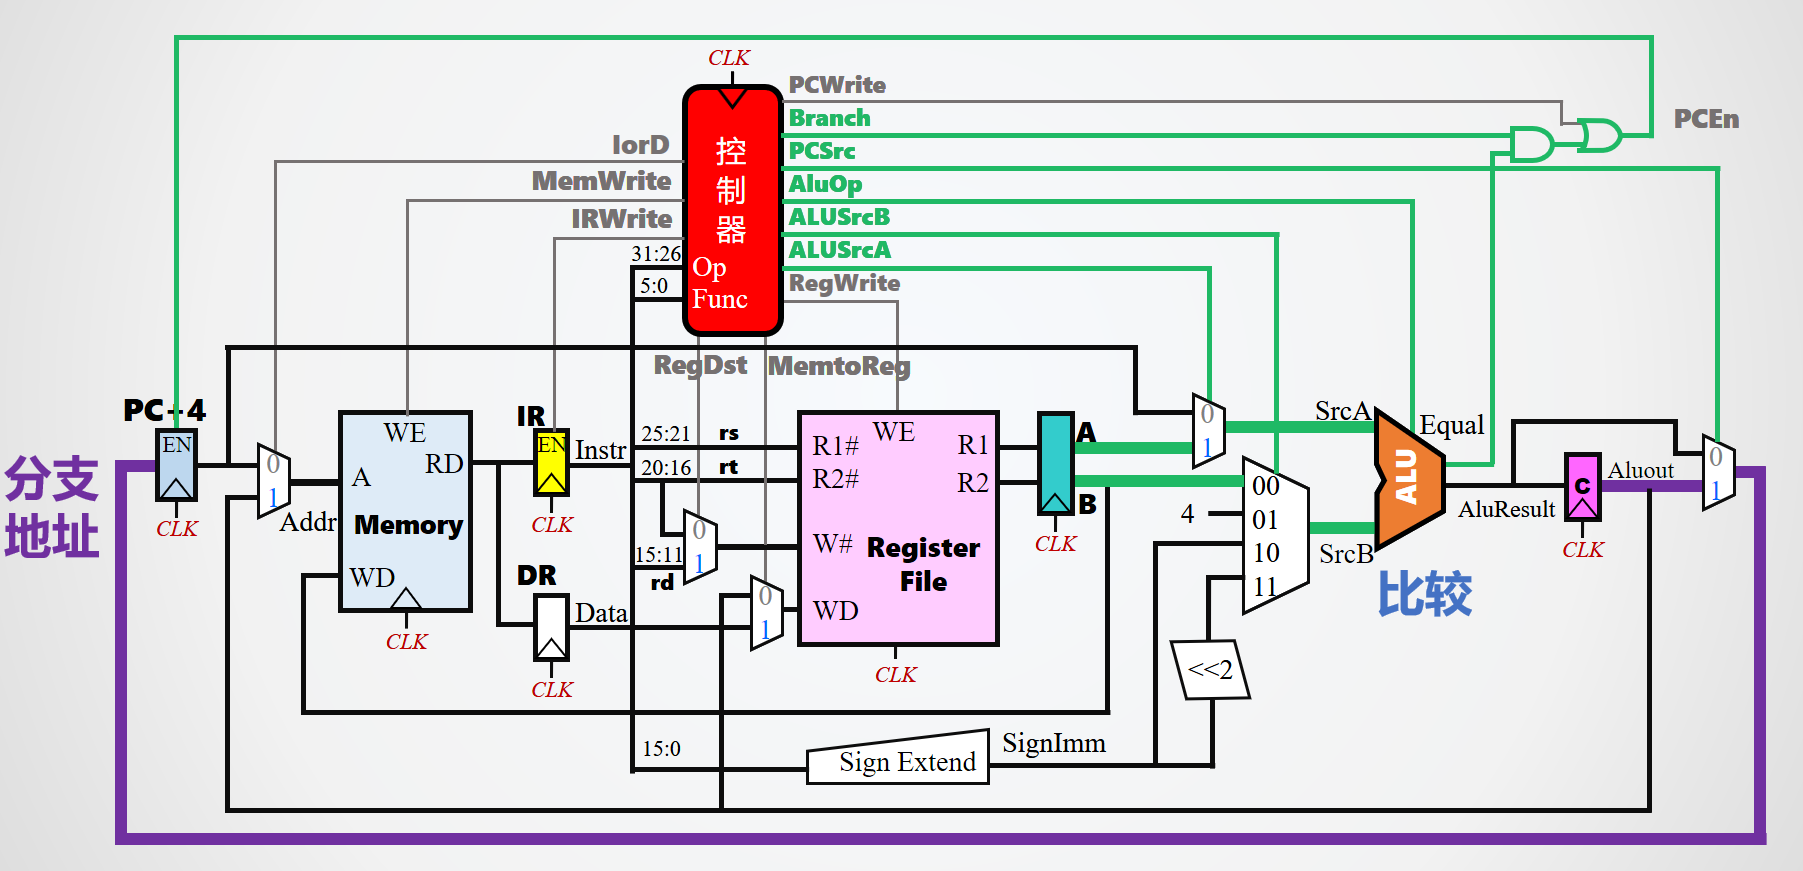 CLK
PCWrite
Branch
PCEn
PCSrc
AluOp
ALUSrcB
ALUSrcA
RegWrite
IorD
MemWrite
IRWrite
控
制
器
31:26
Op
5:0
Func
RegDst
MemtoReg
PC+4
EN
CLK
分支
地址
0
1
Addr
WE
A
RD
Memory
WD
CLK
IR
EN
Instr
CLK
DR
Data
CLK
25:21
rs
20:16
rt
15:11
rd
0
1
0
1
R1#
WE
R1
R2#
R2
W#
Register
File
WD
CLK
A
B
CLK
0
1
00
4
01
10
11
<<2
15:0
Sign Extend
SignImm
SrcA
Equal
ALU
SrcB
比较
AluResult
C
CLK
Aluout
0
1